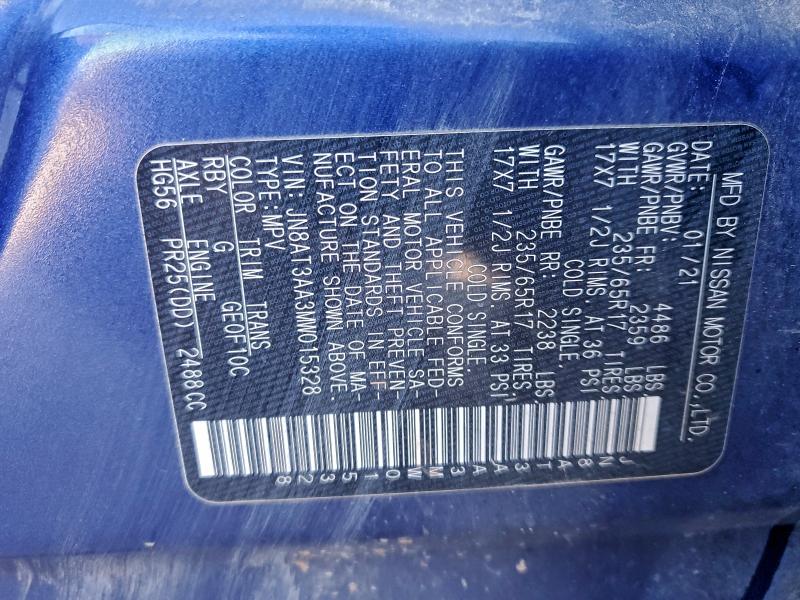 MFD BY NISSAN MOTOR CO.,LTD.
DATE: 01/21
GVWR/PNBV: 4486 LBS.
GAWR/PNBE FR: 2359 LBS.
WITH 235/65R17 TIRES,
17X7 1/2J RIMS, AT 36 PSI
COLD SINGLE.
GAWR/PNBE RR: 2238 LBS.
WITH 235/65R17 TIRES,
17X7 1/2J RIMS, AT 33 PSI
COLD SINGLE.
THIS VEHICLE CONFORMS
TO ALL APPLICABLE FED-
ERAL MOTOR VEHICLE SA-
FETY AND THEFT PREVEN-
TION STANDARDS IN EFF-
ECT ON THE DATE OF MA-
NUFACTURE SHOWN ABOVE.
VIN: JN8AT3AA3MW015328
TYPE: MPV
COLOR TRIM TRANS
RBY G GE0F10C
AXLE ENGINE
HG56 PR25(DD) 2488CC
JN8AT3AA3MW015328